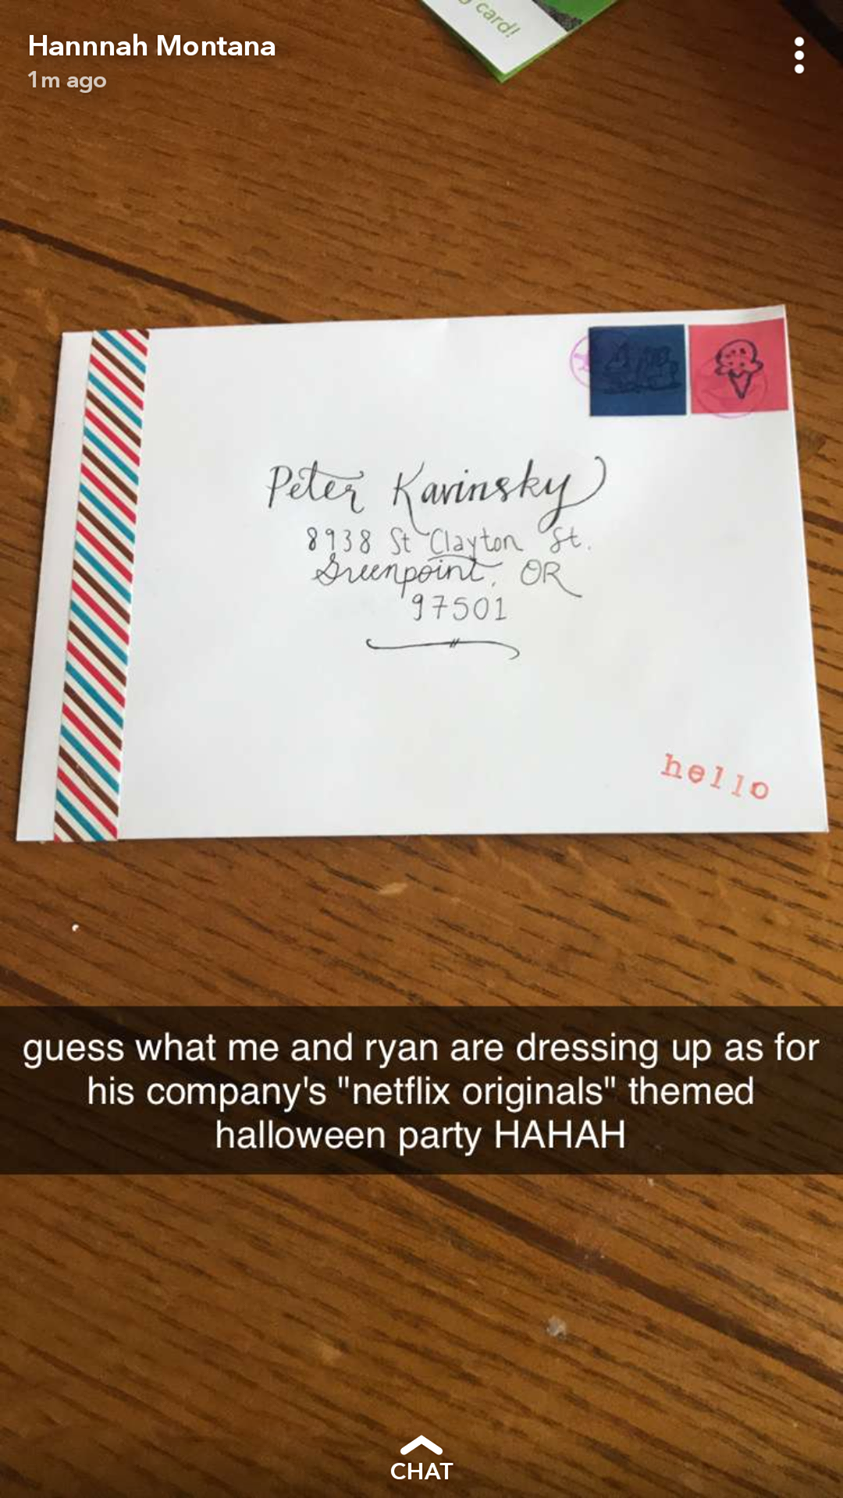 card!
Hannnah Montana
1m ago
Peter Kavinsky
8938 St Clayton St.
Greenpoint, OR
97501
hello
guess what me and ryan are dressing up as for
his company's "netflix originals" themed
halloween party HAHAH
CHAT